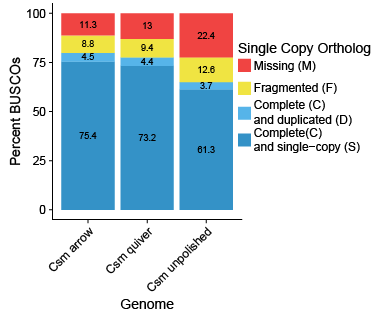 100
75
50
25
0
Percent BUSCOs
11.3
8.8
4.5
75.4
13
9.4
4.4
73.2
22.4
12.6
3.7
61.3
Csm arrow
Csm quiver
Csm unpolished
Genome
Single Copy Ortholog
Missing (M)
Fragmented (F)
Complete (C)
and duplicated (D)
Complete(C)
and single−copy (S)